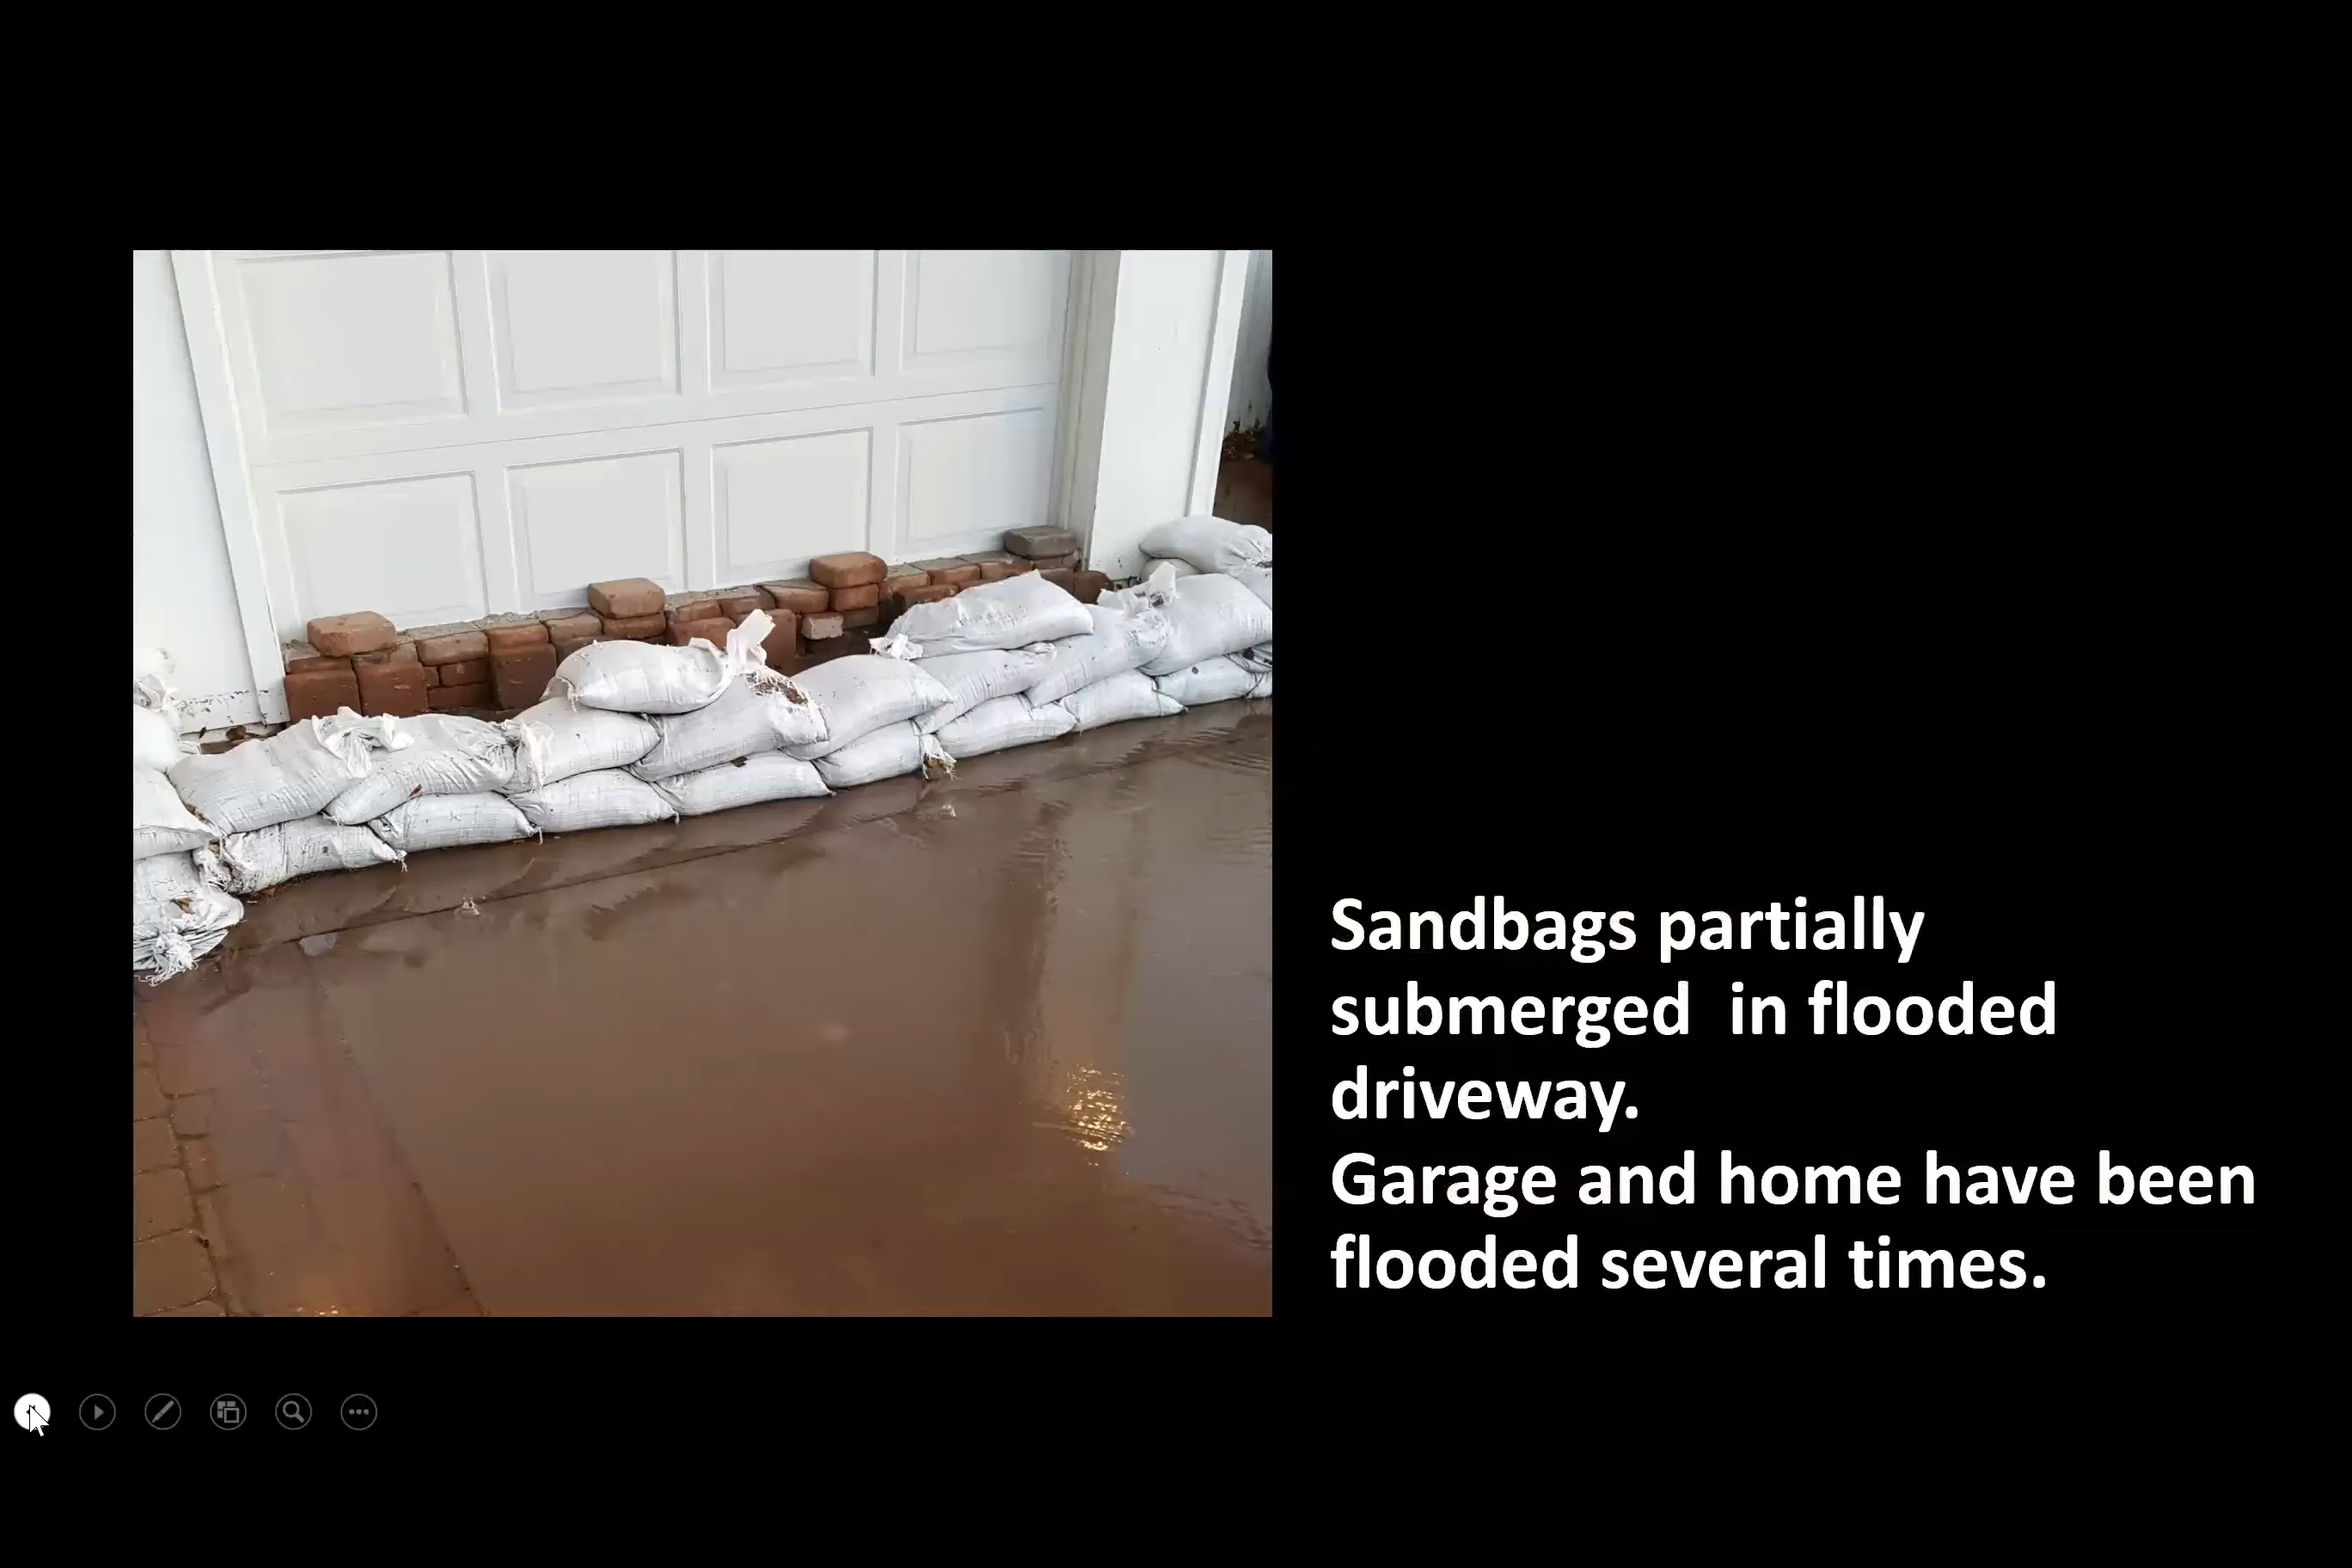 Sandbags partially
submerged  in flooded
driveway.
Garage and home have been
flooded several times.